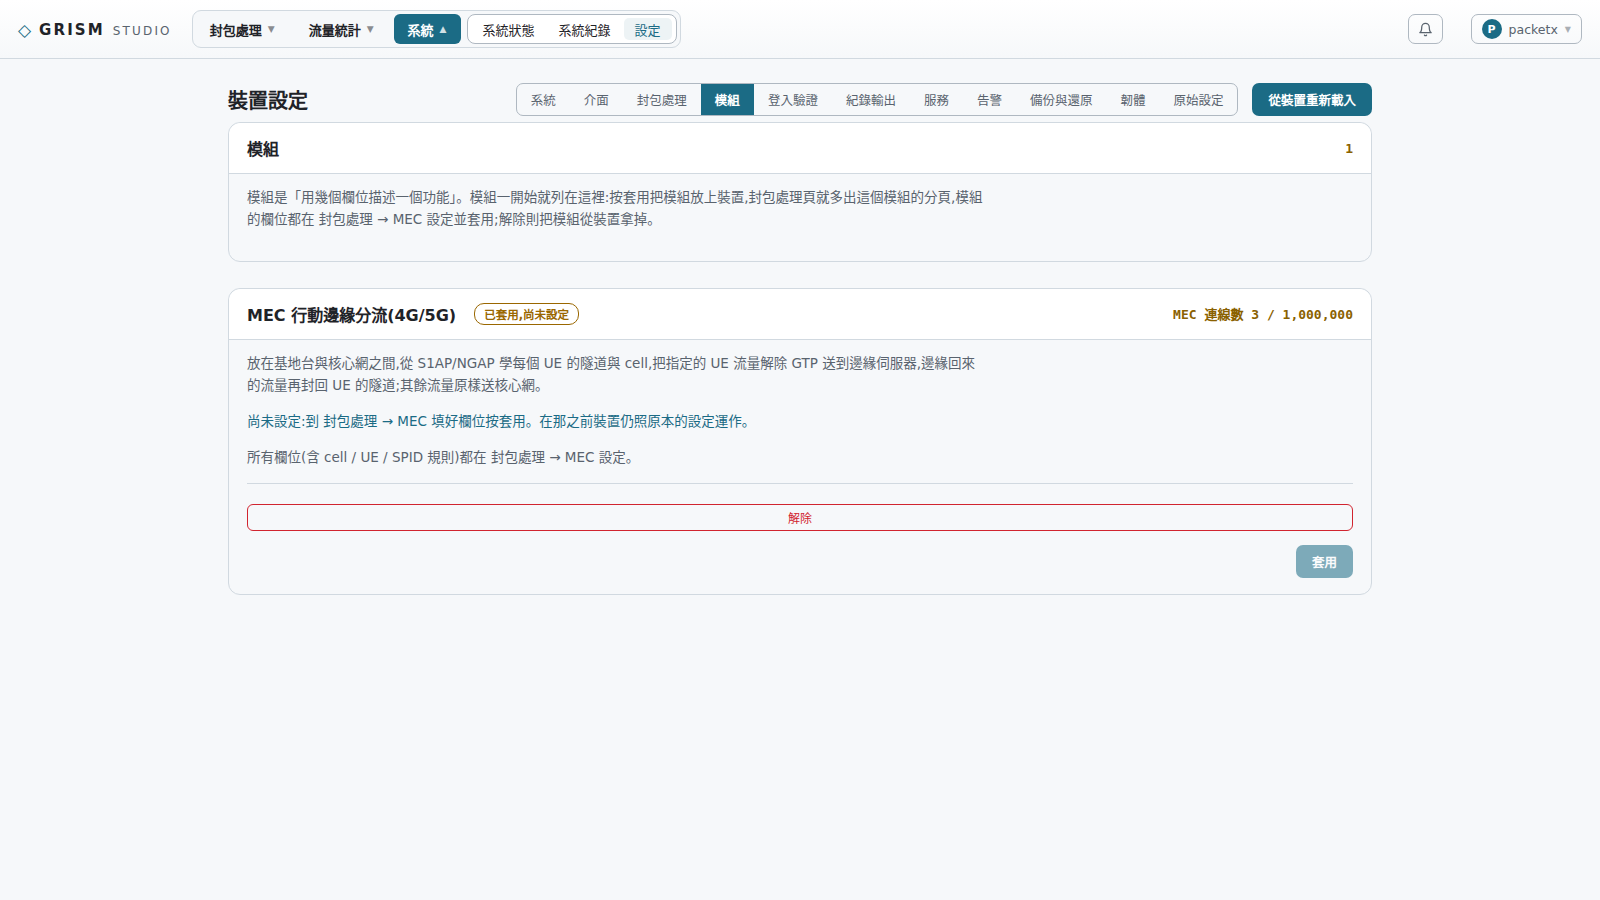 ◇ GRISM STUDIO 封包處理 ▼ 流量統計 ▼ 系統 ▲ 系統狀態 系統紀錄 設定 P packetx ▼
裝置設定 系統 介面 封包處理 模組 登入驗證 紀錄輸出 服務 告警 備份與還原 韌體 原始設定 從裝置重新載入
模組 1
模組是「用幾個欄位描述一個功能」。模組一開始就列在這裡:按套用把模組放上裝置,封包處理頁就多出這個模組的分頁,模組
的欄位都在 封包處理 → MEC 設定並套用;解除則把模組從裝置拿掉。
MEC 行動邊緣分流(4G/5G) 已套用,尚未設定 MEC 連線數 3 / 1,000,000
放在基地台與核心網之間,從 S1AP/NGAP 學每個 UE 的隧道與 cell,把指定的 UE 流量解除 GTP 送到邊緣伺服器,邊緣回來
的流量再封回 UE 的隧道;其餘流量原樣送核心網。
尚未設定:到 封包處理 → MEC 填好欄位按套用。在那之前裝置仍照原本的設定運作。
所有欄位(含 cell / UE / SPID 規則)都在 封包處理 → MEC 設定。
解除
套用